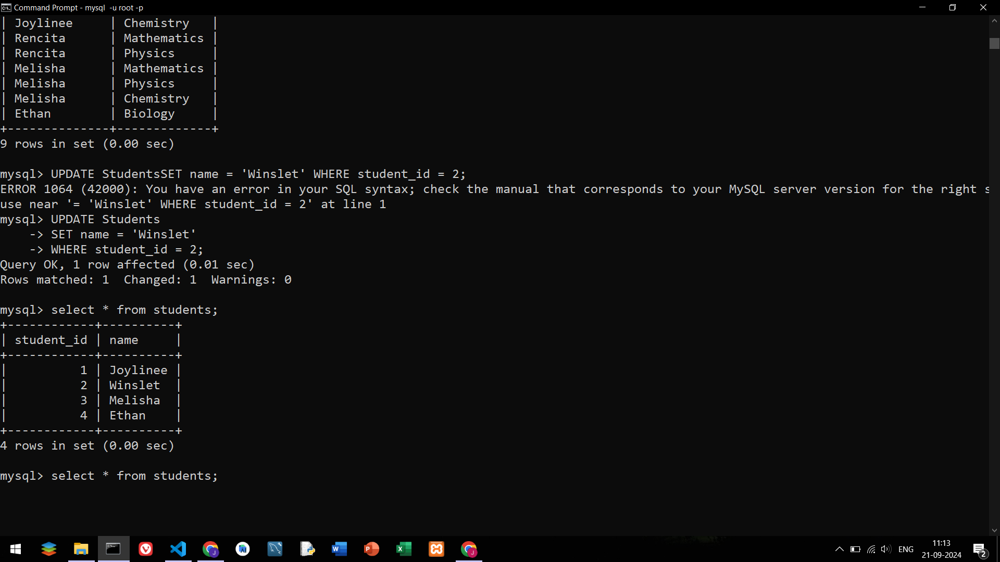 Command Prompt - mysql  -u root -p
| Joylinee     | Chemistry   |
| Rencita      | Mathematics |
| Rencita      | Physics     |
| Melisha      | Mathematics |
| Melisha      | Physics     |
| Melisha      | Chemistry   |
| Ethan        | Biology     |
+--------------+-------------+
9 rows in set (0.00 sec)
mysql> UPDATE StudentsSET name = 'Winslet' WHERE student_id = 2;
ERROR 1064 (42000): You have an error in your SQL syntax; check the manual that corresponds to your MySQL server version for the right s
use near '= 'Winslet' WHERE student_id = 2' at line 1
mysql> UPDATE Students
    -> SET name = 'Winslet'
    -> WHERE student_id = 2;
Query OK, 1 row affected (0.01 sec)
Rows matched: 1  Changed: 1  Warnings: 0
mysql> select * from students;
+------------+----------+
| student_id | name     |
+------------+----------+
|          1 | Joylinee |
|          2 | Winslet  |
|          3 | Melisha  |
|          4 | Ethan    |
+------------+----------+
4 rows in set (0.00 sec)
mysql> select * from students;
ENG
11:13
21-09-2024
2